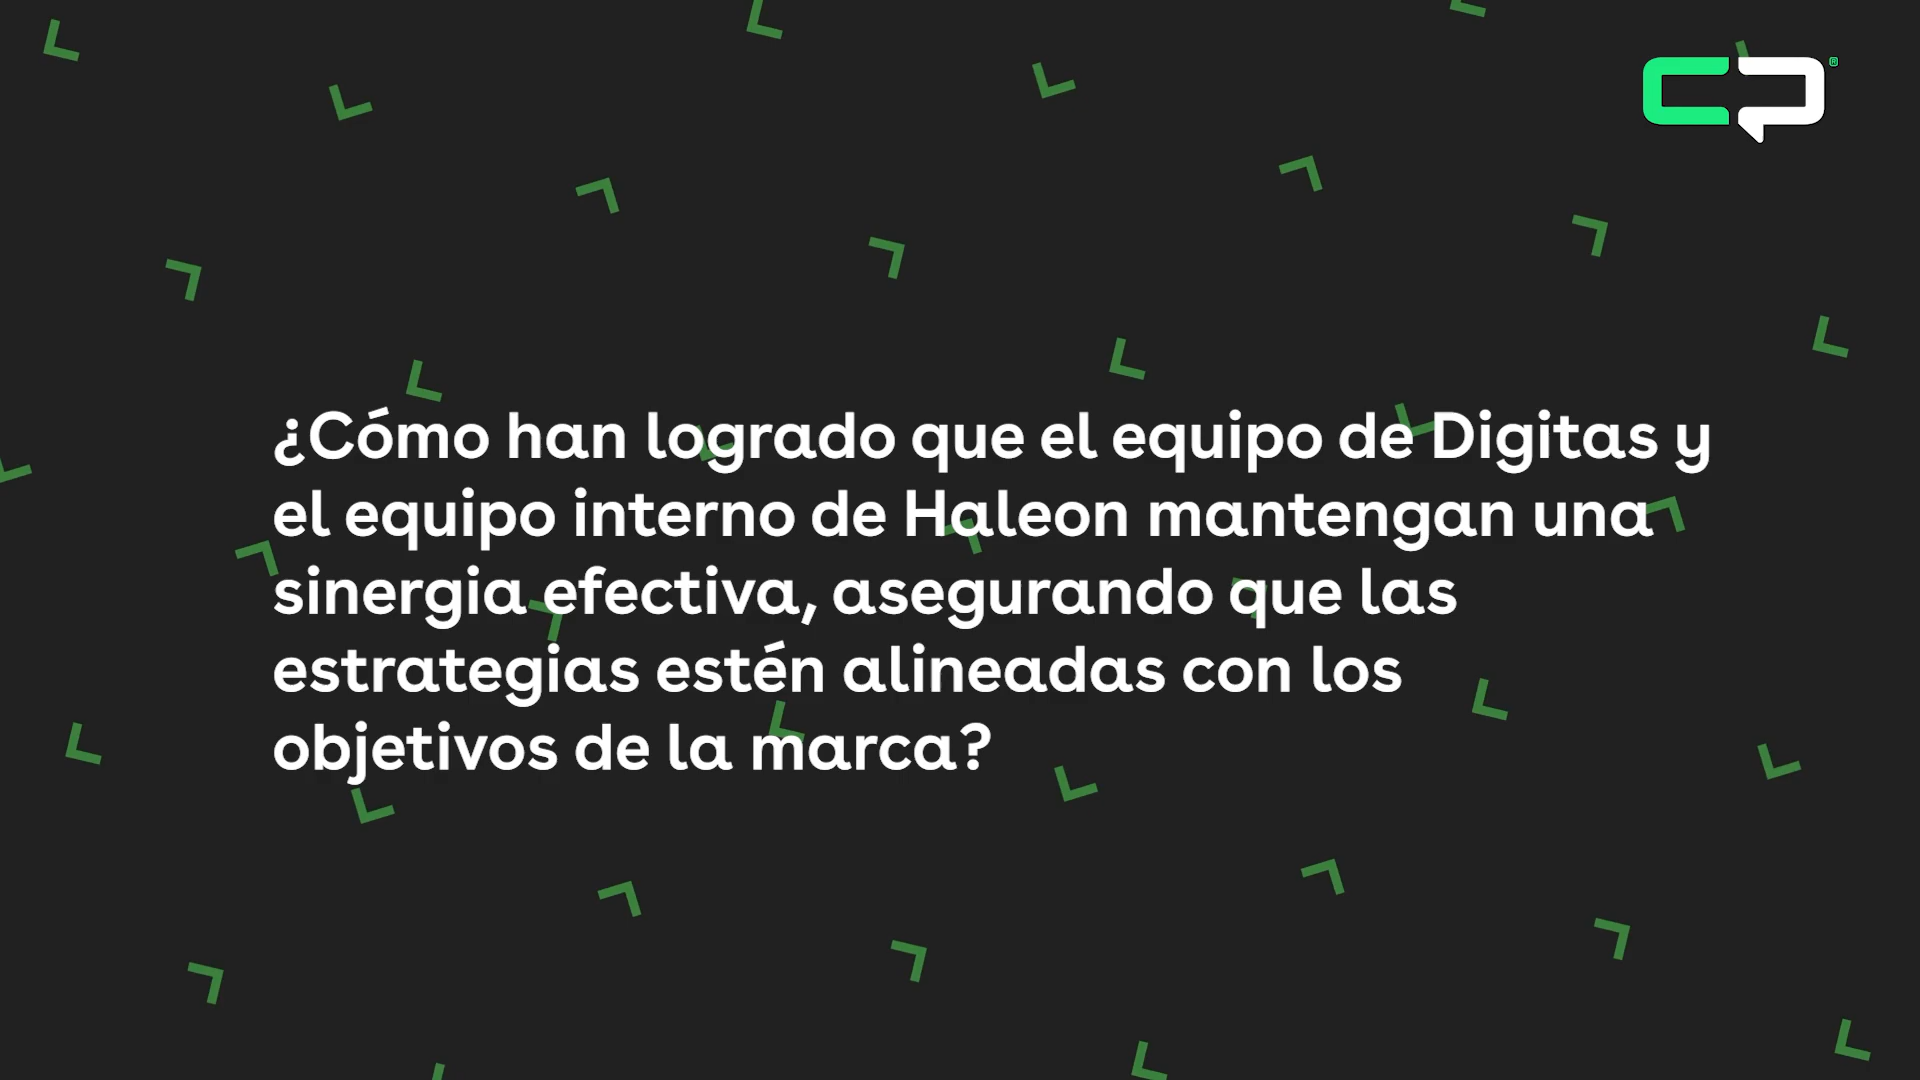 ¿Cómo han logrado que el equipo de Digitas y
el equipo interno de Haleon mantengan una
sinergia efectiva, asegurando que las
estrategias estén alineadas con los
objetivos de la marca?